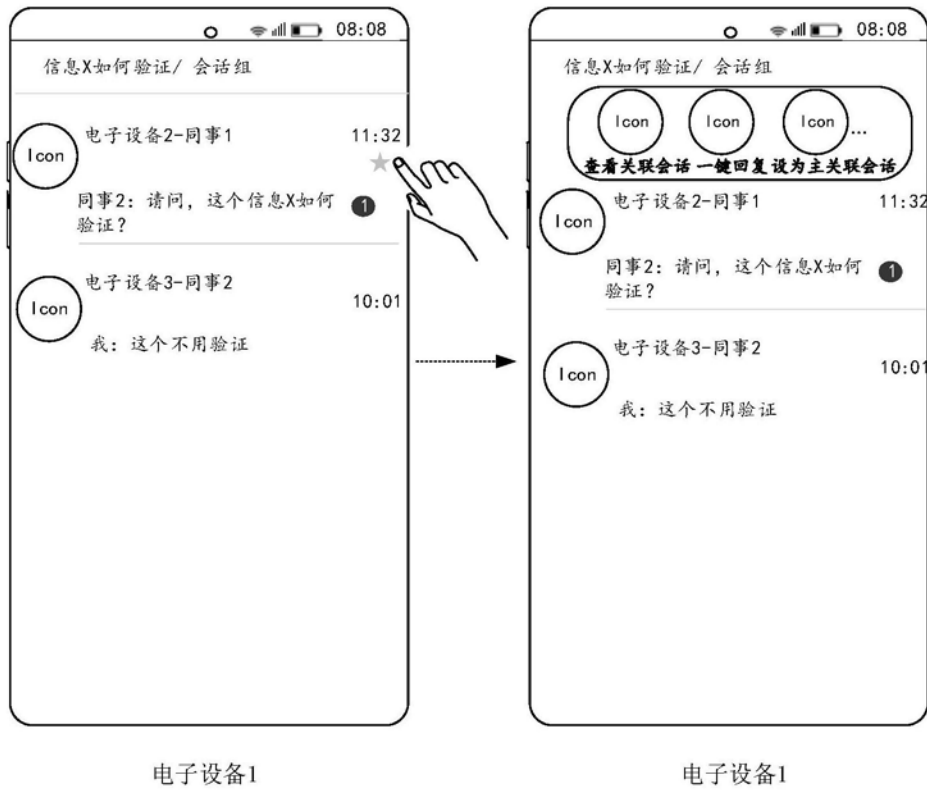 08:08
信息X如何验证/ 会话组
Icon
电子设备2-同事1
11:32
同事2：请问，这个信息X如何
验证？
1
Icon
电子设备3-同事2
10:01
我：这个不用验证
电子设备1
08:08
信息X如何验证/ 会话组
Icon
Icon
Icon
...
查看关联会话 一键回复 设为主关联会话
Icon
电子设备2-同事1
11:32
同事2：请问，这个信息X如何
验证？
1
Icon
电子设备3-同事2
10:01
我：这个不用验证
电子设备1